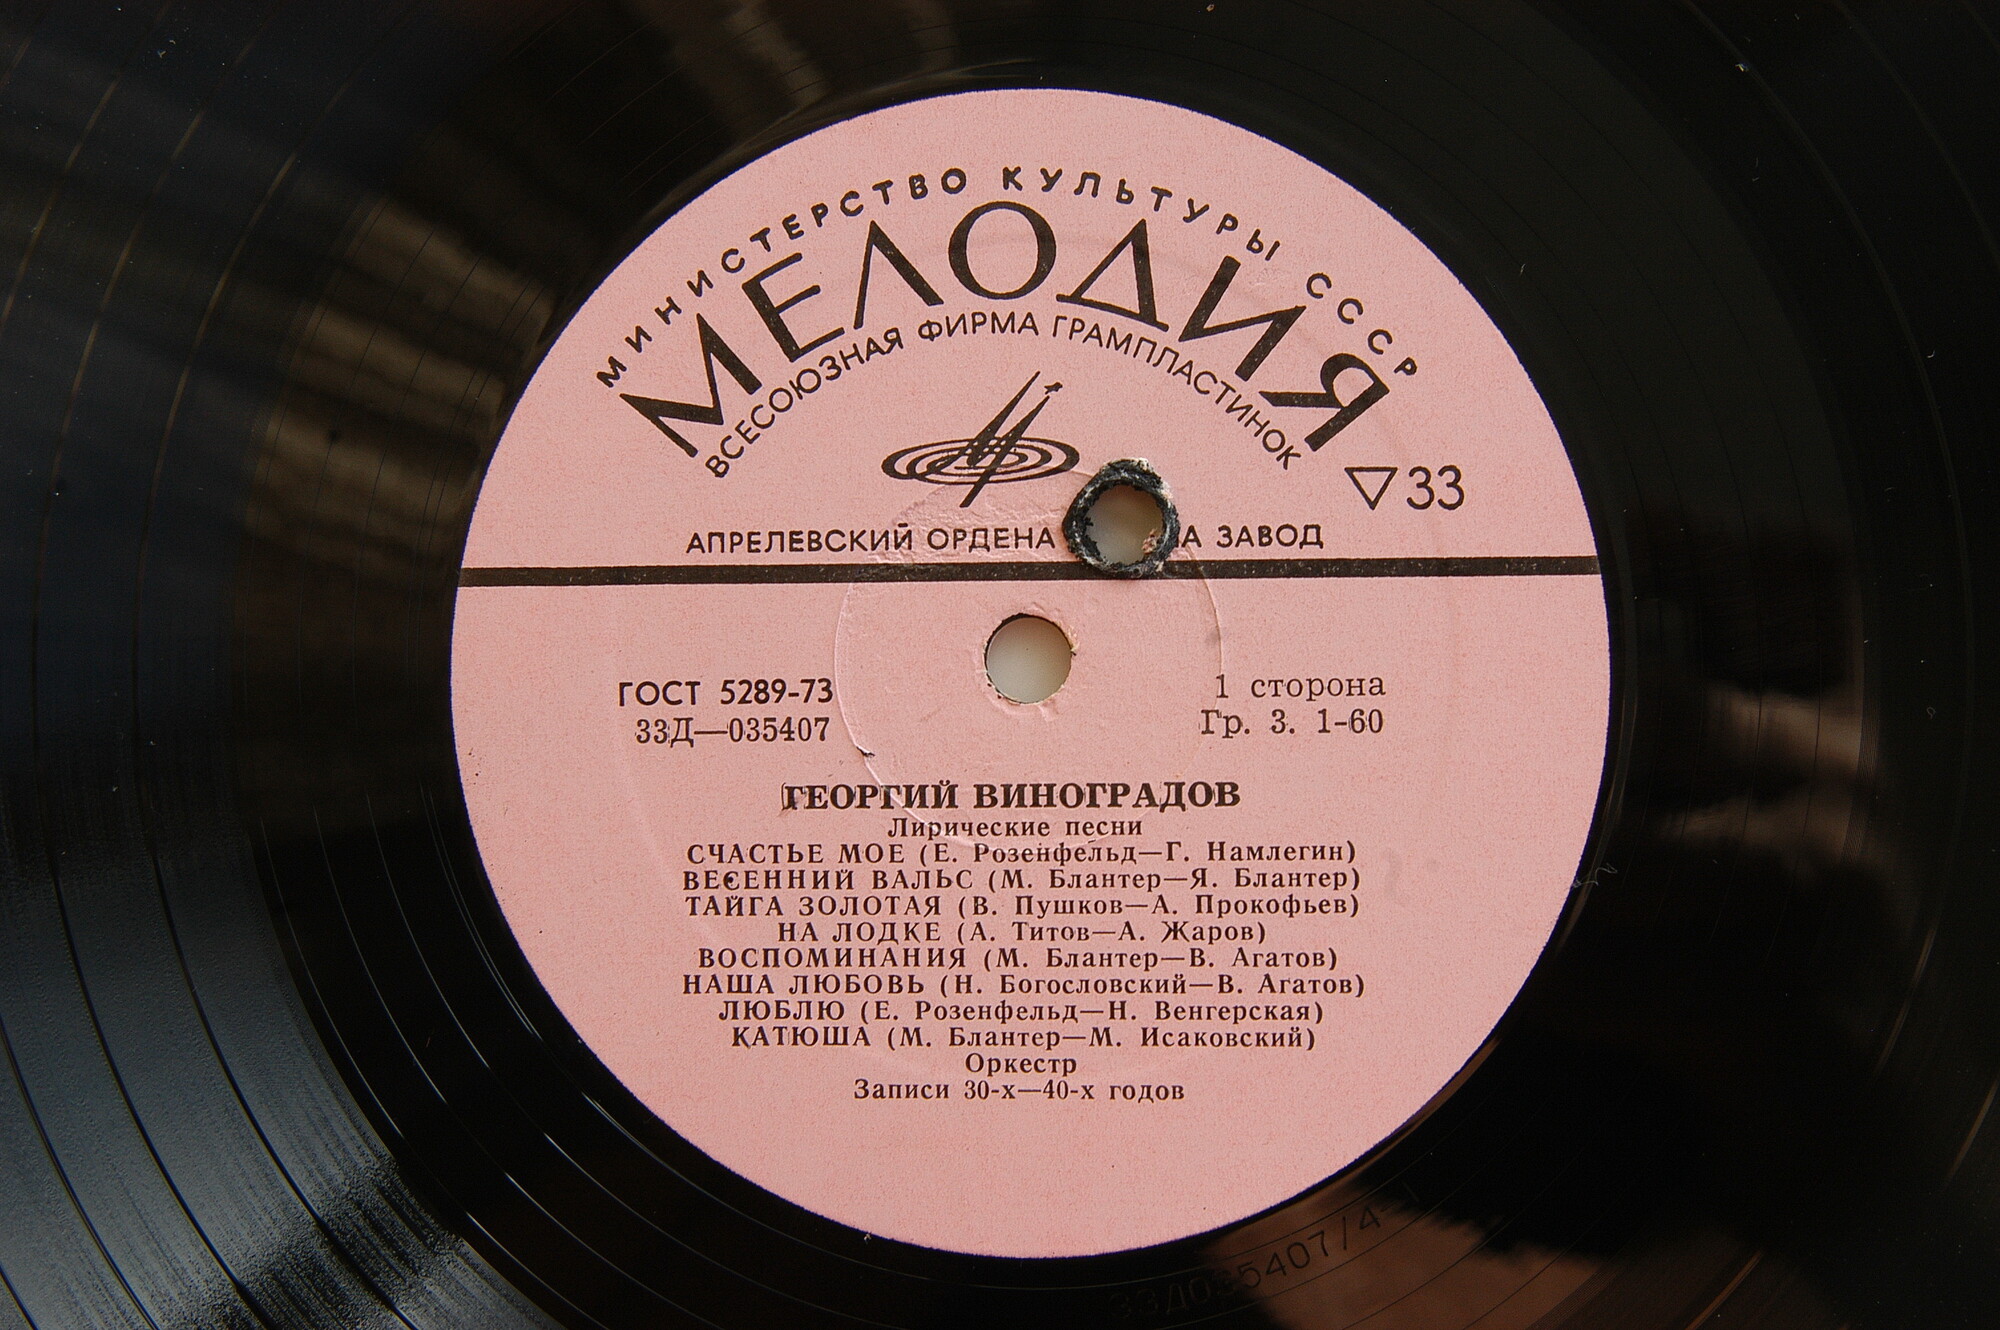 МИНИСТЕРСТВО КУЛЬТУРЫ СССР
МЕЛОДИЯ
ВСЕСОЮЗНАЯ ФИРМА ГРАМПЛАСТИНОК
33
АПРЕЛЕВСКИЙ ОРДЕНА ЗАВОД
ГОСТ 5289-73
33Д—035407
1 сторона
Гр. 3. 1-60
ГЕОРГИЙ ВИНОГРАДОВ
Лирические песни
СЧАСТЬЕ МОЕ (Е. Розенфельд—Г. Намлегин)
ВЕСЕННИЙ ВАЛЬС (М. Блантер—Я. Блантер)
ТАЙГА ЗОЛОТАЯ (В. Пушков—А. Прокофьев)
НА ЛОДКЕ (А. Титов—А. Жаров)
ВОСПОМИНАНИЯ (М. Блантер—В. Агатов)
НАША ЛЮБОВЬ (Н. Богословский—В. Агатов)
ЛЮБЛЮ (Е. Розенфельд—Н. Венгерская)
КАТЮША (М. Блантер—М. Исаковский)
Оркестр
Записи 30-х—40-х годов
33Д035407/4-1